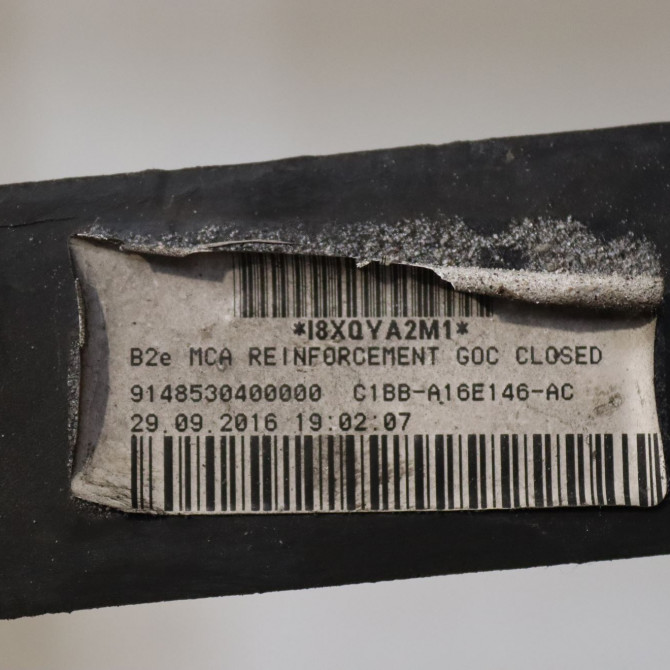 *I8XQYA2M1*
B2e MCA REINFORCEMENT GOC CLOSED
9148530400000 C1BB-A16E146-AC
29.09.2016 19:02:07